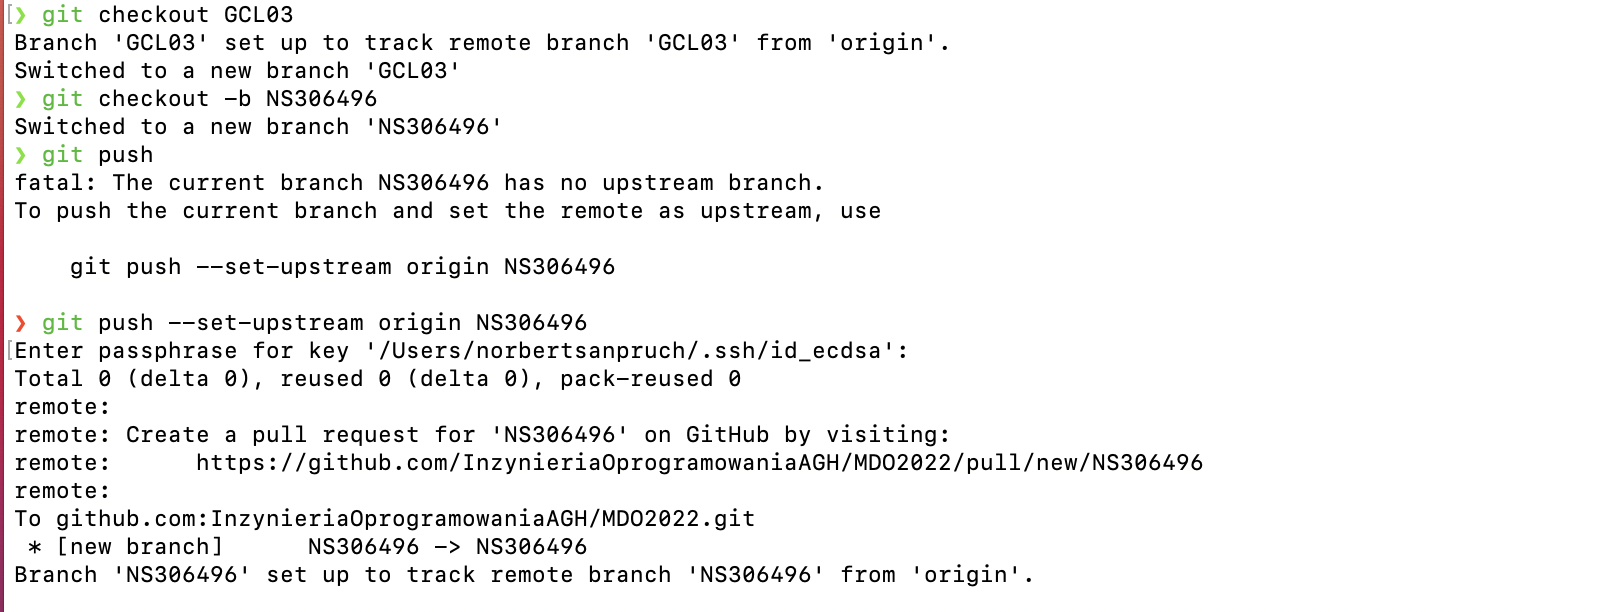 ❯ git checkout GCL03
Branch 'GCL03' set up to track remote branch 'GCL03' from 'origin'.
Switched to a new branch 'GCL03'
❯ git checkout -b NS306496
Switched to a new branch 'NS306496'
❯ git push
fatal: The current branch NS306496 has no upstream branch.
To push the current branch and set the remote as upstream, use

    git push --set-upstream origin NS306496

❯ git push --set-upstream origin NS306496
Enter passphrase for key '/Users/norbertsanpruch/.ssh/id_ecdsa':
Total 0 (delta 0), reused 0 (delta 0), pack-reused 0
remote:
remote: Create a pull request for 'NS306496' on GitHub by visiting:
remote:      https://github.com/InzynieriaOprogramowaniaAGH/MDO2022/pull/new/NS306496
remote:
To github.com:InzynieriaOprogramowaniaAGH/MDO2022.git
 * [new branch]      NS306496 -> NS306496
Branch 'NS306496' set up to track remote branch 'NS306496' from 'origin'.